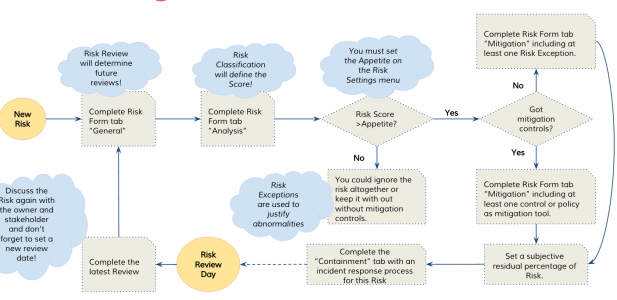 Risk Review
will determine
future
reviews!
Risk
Classification
will define the
Score!
You must set
the Appetite on
the Risk
Settings menu
Complete Risk Form tab
"Mitigation" including at
least one Risk Exception.
No
New
Risk
Complete Risk
Form tab
"General"
Complete Risk
Form tab
"Analysis"
Risk Score
>Appetite?
Yes
Got
mitigation
controls?
No
Yes
Discuss the
Risk again with
the owner and
stakeholder
and don't
forget to set a
new review
date!
Risk
Exceptions
are used to
justify
abnormalities
You could ignore the
risk altogether or
keep it with out
without mitigation
controls.
Complete Risk Form tab
"Mitigation" including at
least one control or policy
as mitigation tool.
Complete the
latest Review
Risk
Review
Day
Complete the
"Containment" tab with an
incident response process
for this Risk
Set a subjective
residual percentage of
Risk.